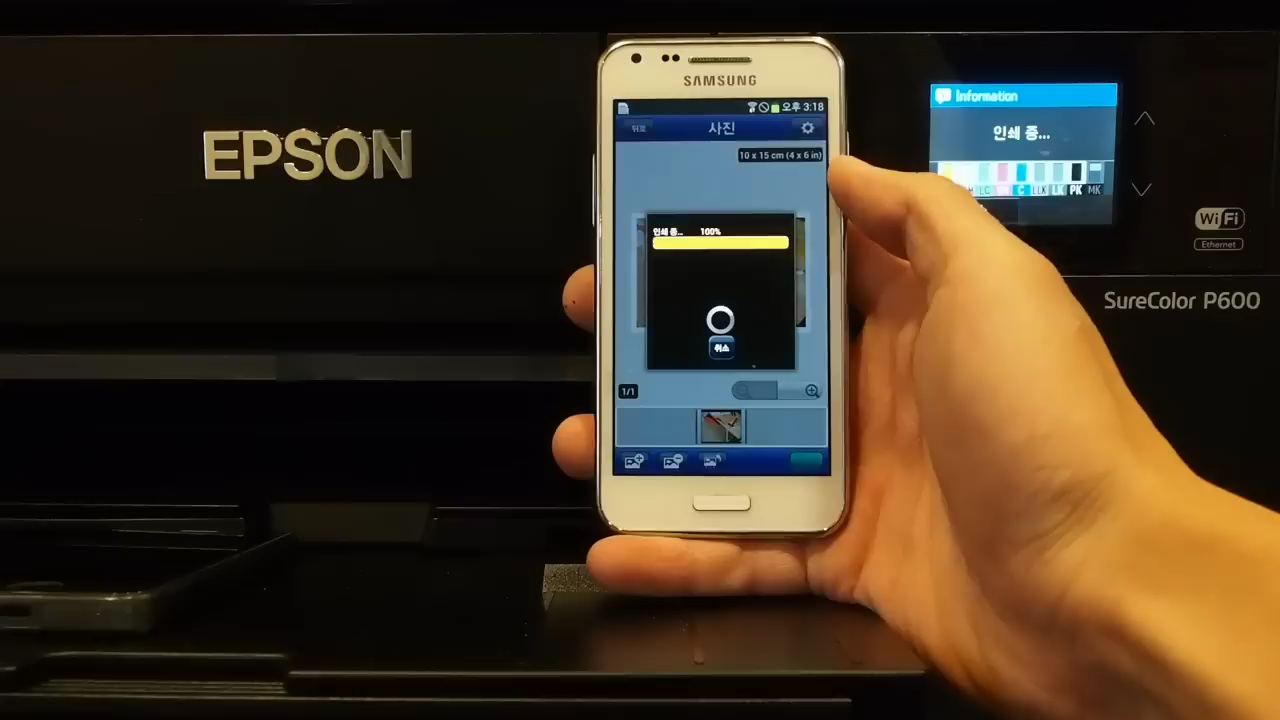 EPSON
SAMSUNG
오후 3:18
뒤로
사진
10 x 15 cm (4 x 6 in)
인쇄 중... 100%
취소
1/1
Information
인쇄 중...
LC C LLK LK PK MK
WiFi
Ethernet
SureColor P600